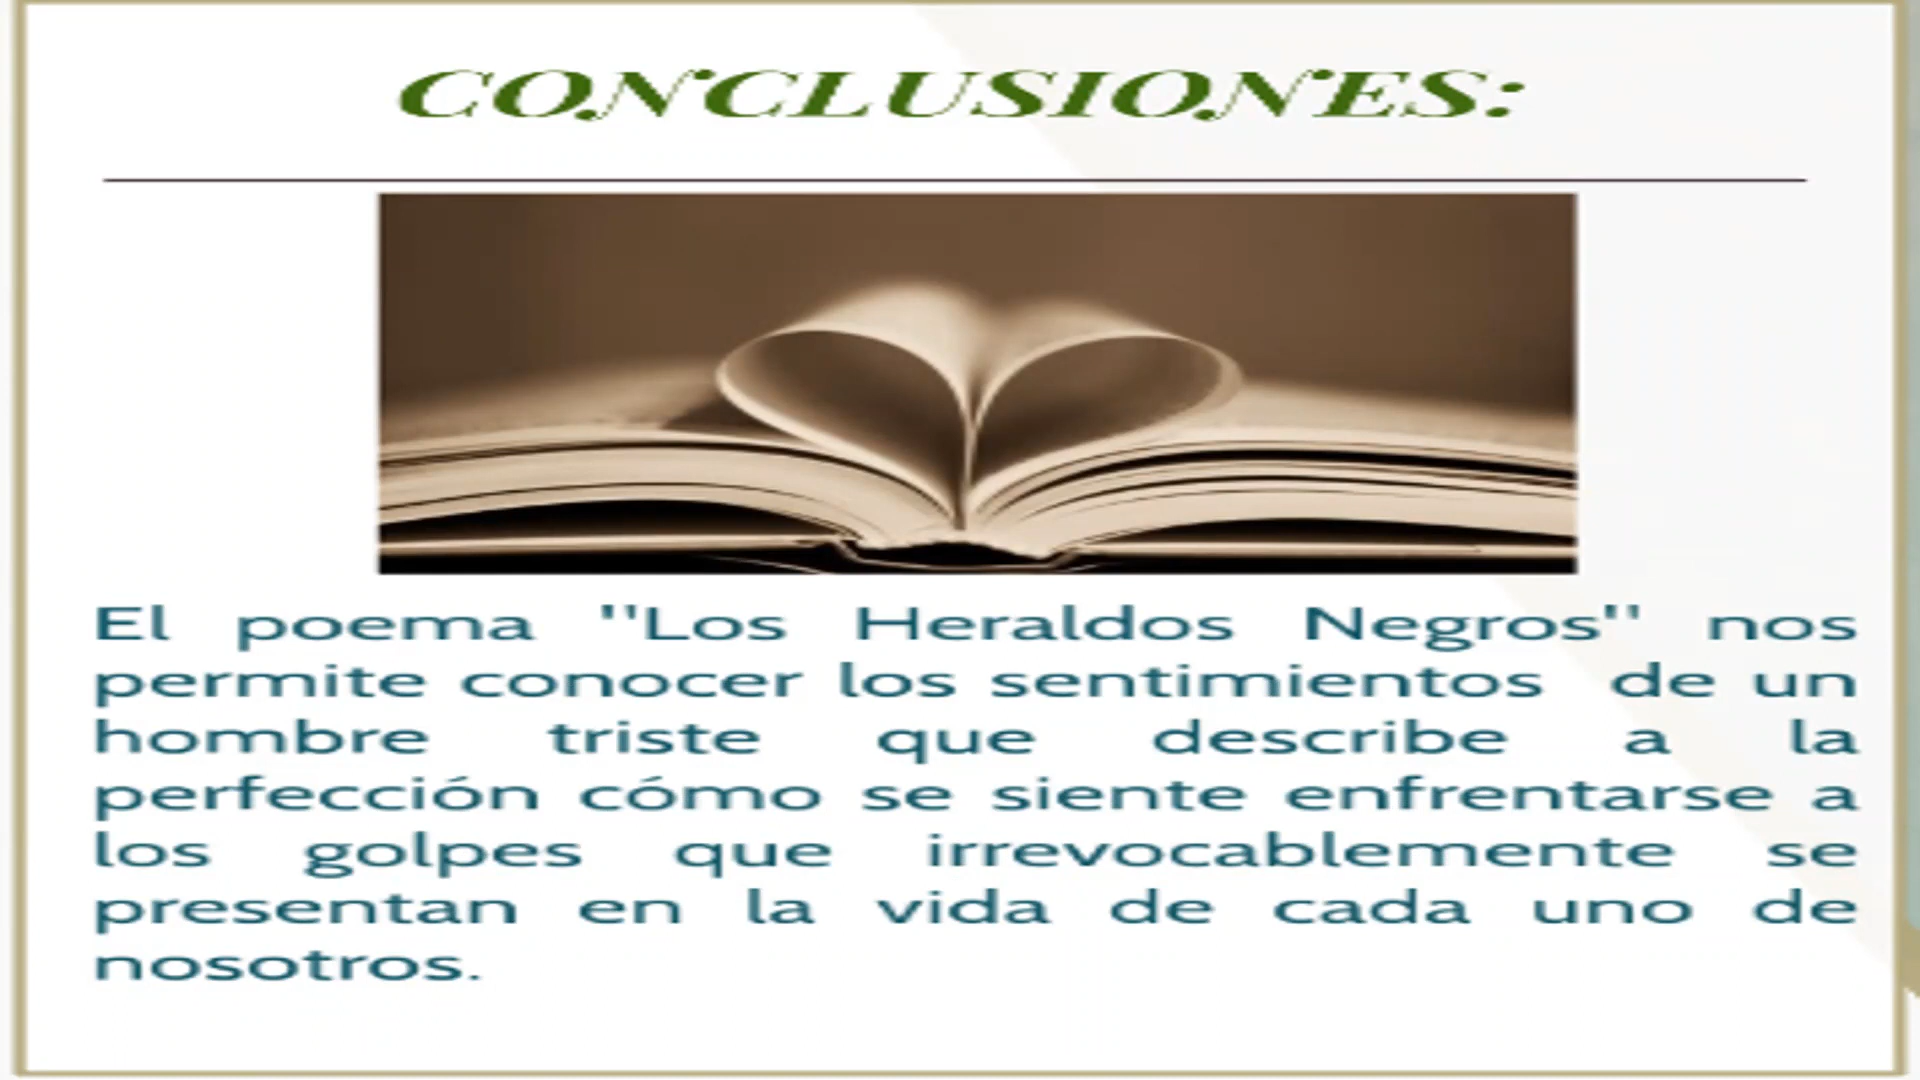 CONCLUSIONES:
El poema "Los Heraldos Negros" nos
permite conocer los sentimientos de un
hombre triste que describe a la
perfección cómo se siente enfrentarse a
los golpes que irrevocablemente se
presentan en la vida de cada uno de
nosotros.